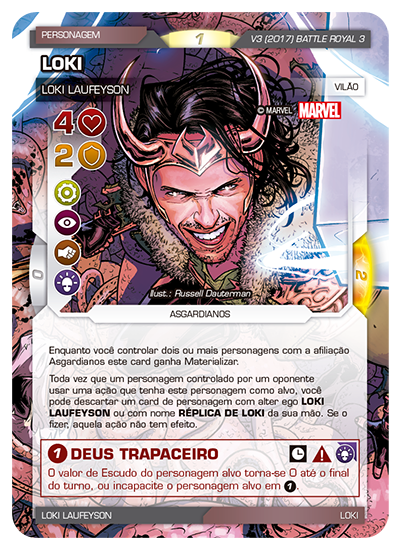 PERSONAGEM
1
V3 (2017) BATTLE ROYAL 3
LOKI
LOKI LAUFEYSON
VILÃO
© MARVEL MARVEL
4
2
0
2
Ilust.: Russell Dauterman
ASGARDIANOS
Enquanto você controlar dois ou mais personagens com a afiliação
Asgardianos este card ganha Materializar.
Toda vez que um personagem controlado por um oponente
usar uma ação que tenha este personagem como alvo, você
pode descartar um card de personagem com alter ego LOKI
LAUFEYSON ou com nome RÉPLICA DE LOKI da sua mão. Se o
fizer, aquela ação não tem efeito.
1 DEUS TRAPACEIRO
O valor de Escudo do personagem alvo torna-se 0 até o final
do turno, ou incapacite o personagem alvo em 1.
LOKI LAUFEYSON
LOKI